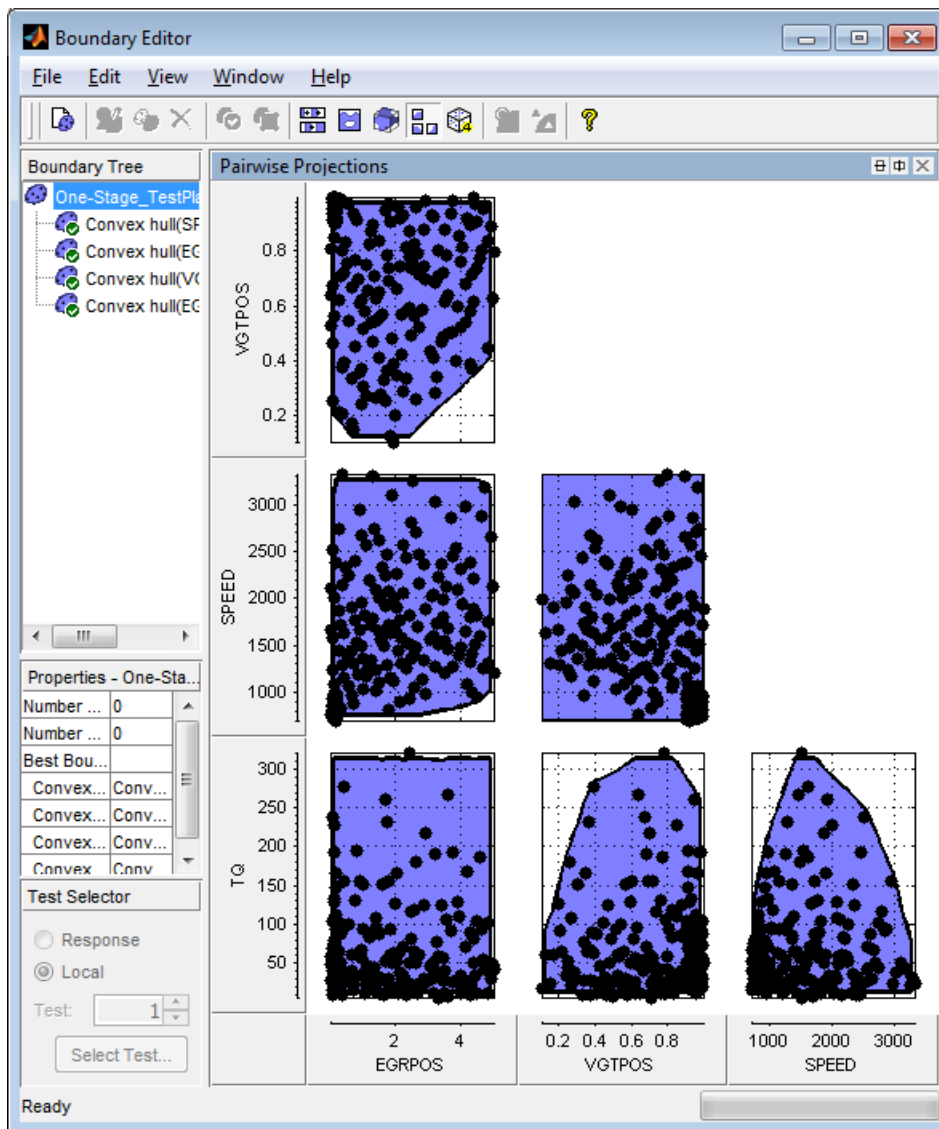 Boundary Editor
File Edit View Window Help
Boundary Tree
One-Stage_TestPla
Convex hull(SP
Convex hull(EG
Convex hull(VG
Convex hull(EG
Properties - One-Sta...
Number ... 0
Number ... 0
Best Bou...
Convex... Conv...
Convex... Conv...
Convex... Conv...
Convex Conv
Test Selector
Response
Local
Test: 1
Select Test...
Pairwise Projections
VGTPOS
0.8
0.6
0.4
0.2
SPEED
3000
2500
2000
1500
1000
TQ
300
250
200
150
100
50
2 4
EGRPOS
0.2 0.4 0.6 0.8
VGTPOS
1000 2000 3000
SPEED
Ready